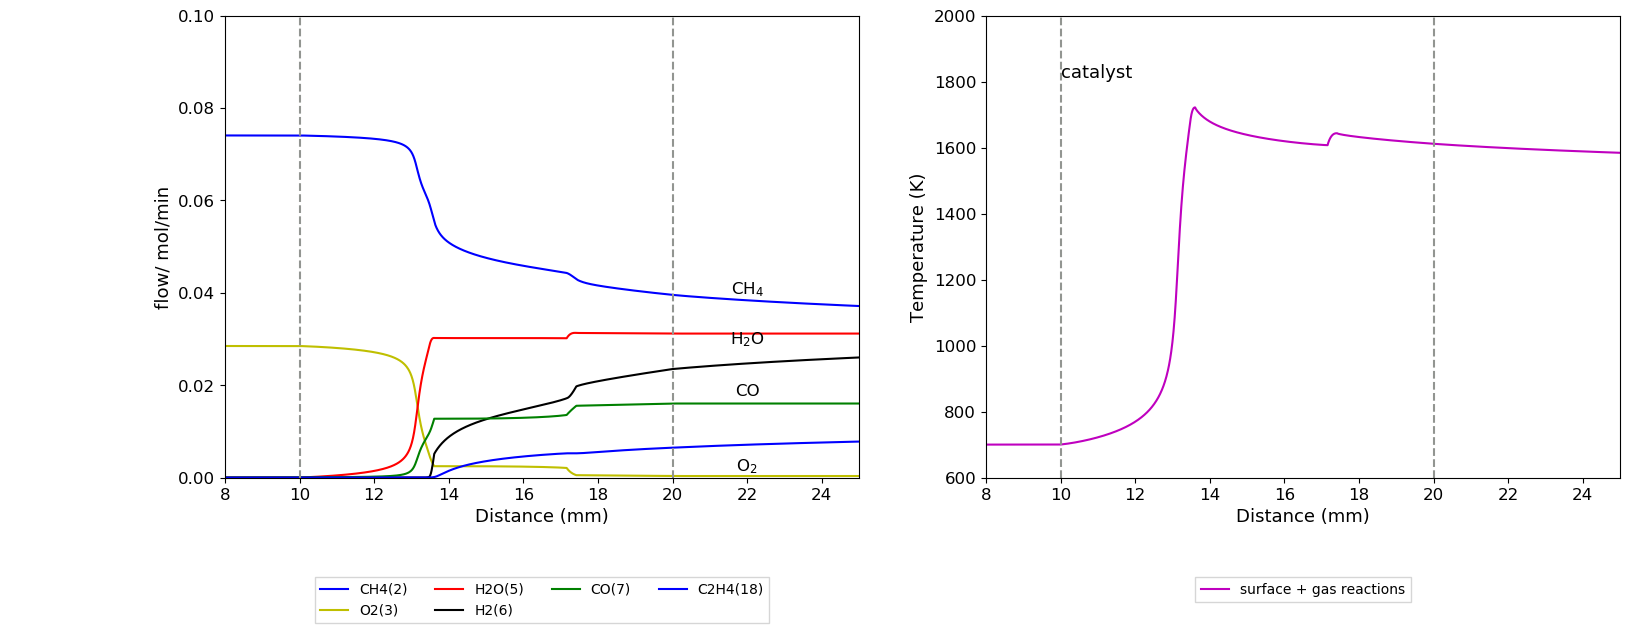 0.10
0.08
0.06
0.04
0.02
0.00
flow/ mol/min
CH4
H2O
CO
O2
8 10 12 14 16 18 20 22 24
Distance (mm)
CH4(2) H2O(5) CO(7) C2H4(18)
O2(3) H2(6)
2000
1800
1600
1400
1200
1000
800
600
Temperature (K)
catalyst
8 10 12 14 16 18 20 22 24
Distance (mm)
surface + gas reactions